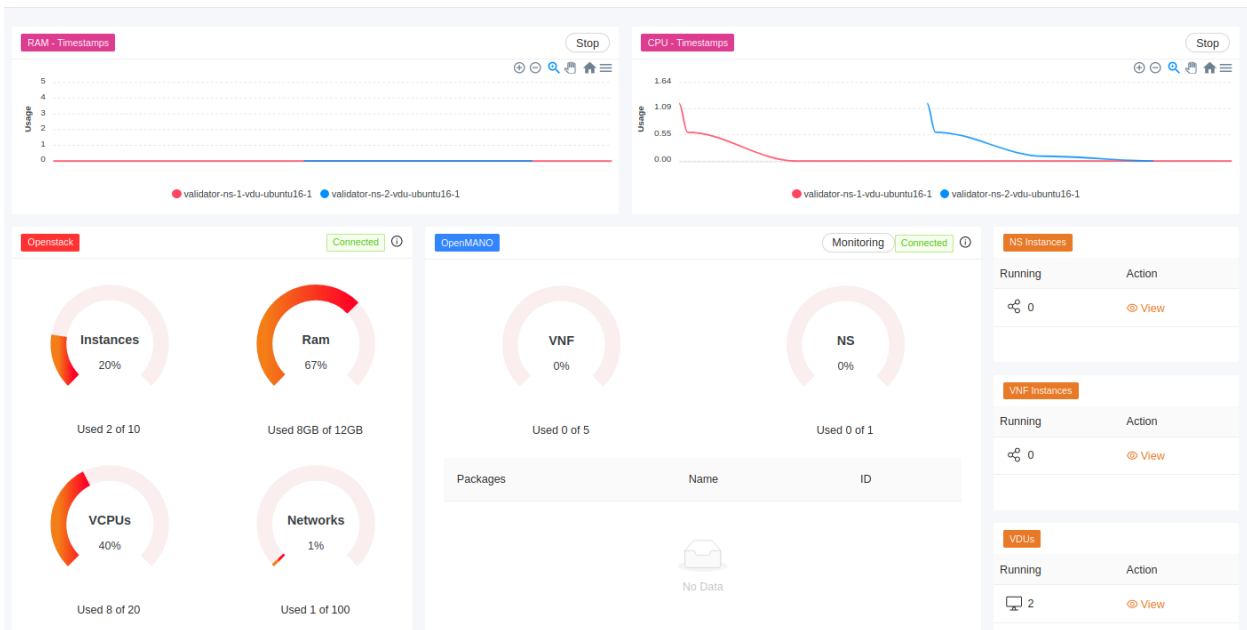 RAM - Timestamps
Stop
5
4
3
2
1
0
Usage
validator-ns-1-vdu-ubuntu16-1 validator-ns-2-vdu-ubuntu16-1
CPU - Timestamps
Stop
1.64
1.09
0.55
0.00
Usage
validator-ns-1-vdu-ubuntu16-1 validator-ns-2-vdu-ubuntu16-1
Openstack
Connected
Instances
20%
Used 2 of 10
Ram
67%
Used 8GB of 12GB
VCPUs
40%
Used 8 of 20
Networks
1%
Used 1 of 100
OpenMANO
Monitoring Connected
VNF
0%
Used 0 of 5
NS
0%
Used 0 of 1
Packages Name ID
No Data
NS Instances
Running Action
0 View
VNF Instances
Running Action
0 View
VDUs
Running Action
2 View